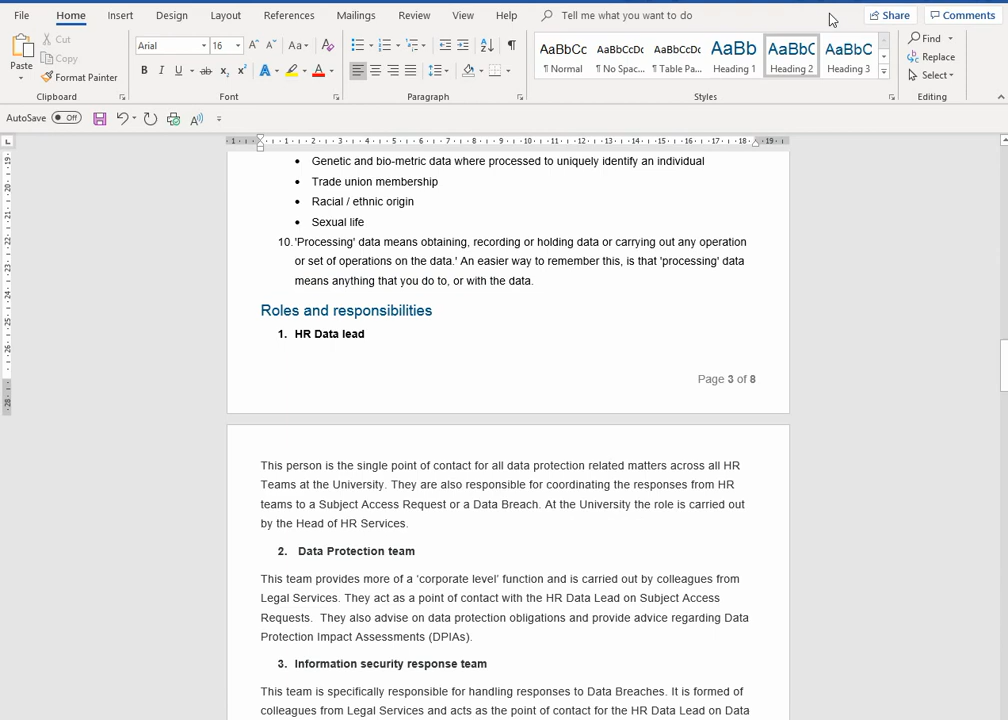 File Home Insert Design Layout References Mailings Review View Help Tell me what you want to do Share Comments
Paste Cut Copy Format Painter
Clipboard
Arial 16 A A Aa A
B I U ab x₂ x² A A
Font
Paragraph
AaBbCc AaBbCcDc AaBbCcDc AaBb AaBbC AaBbC
¶ Normal ¶ No Spac... ¶ Table Pa... Heading 1 Heading 2 Heading 3
Styles
Find
Replace
Select
Editing
AutoSave Off
• Genetic and bio-metric data where processed to uniquely identify an individual
• Trade union membership
• Racial / ethnic origin
• Sexual life
10. 'Processing' data means obtaining, recording or holding data or carrying out any operation
or set of operations on the data.' An easier way to remember this, is that 'processing' data
means anything that you do to, or with the data.
Roles and responsibilities
1. HR Data lead
Page 3 of 8
This person is the single point of contact for all data protection related matters across all HR
Teams at the University. They are also responsible for coordinating the responses from HR
teams to a Subject Access Request or a Data Breach. At the University the role is carried out
by the Head of HR Services.
2. Data Protection team
This team provides more of a 'corporate level' function and is carried out by colleagues from
Legal Services. They act as a point of contact with the HR Data Lead on Subject Access
Requests. They also advise on data protection obligations and provide advice regarding Data
Protection Impact Assessments (DPIAs).
3. Information security response team
This team is specifically responsible for handling responses to Data Breaches. It is formed of
colleagues from Legal Services and acts as the point of contact for the HR Data Lead on Data